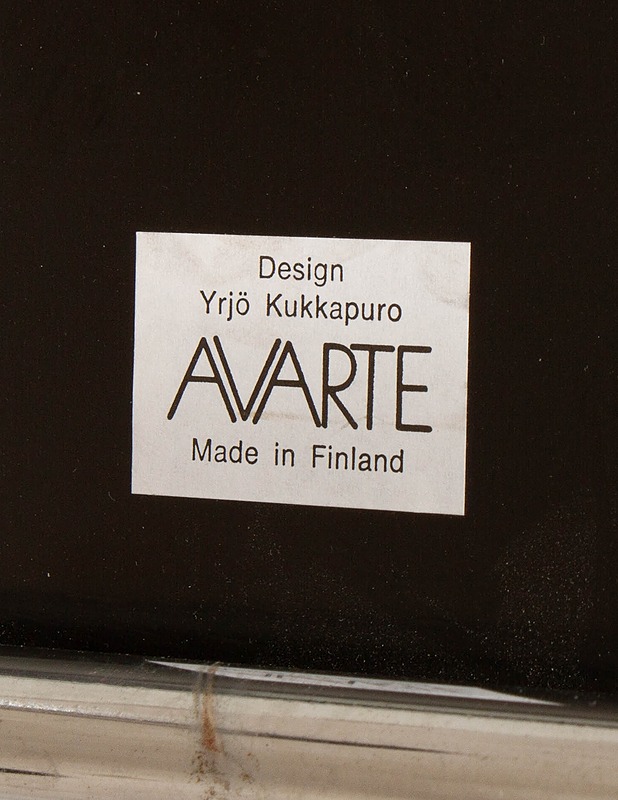 Design
Yrjö Kukkapuro
AVARTE
Made in Finland